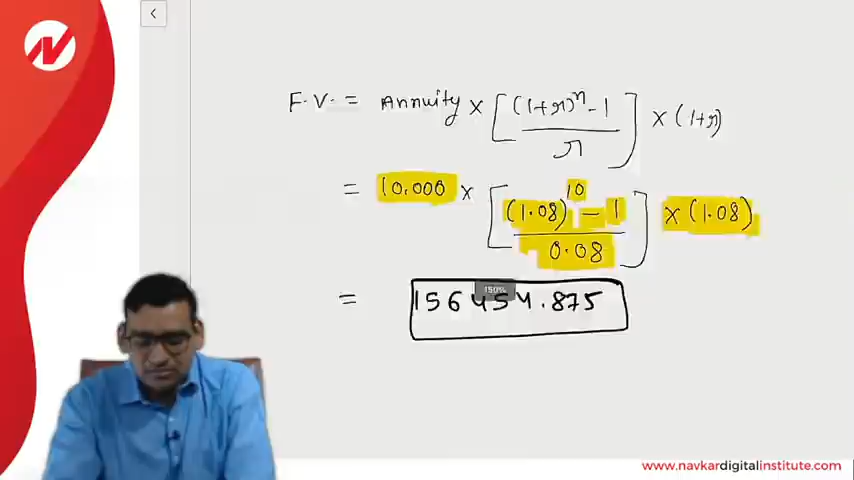 F.V. = Annuity × [(1+r)^n - 1 / r] × (1+r)
= 10.000 × [(1.08)^10 - 1 / 0.08] × (1.08)
= 156454.875
150%
www.navkardigitalinstitute.com